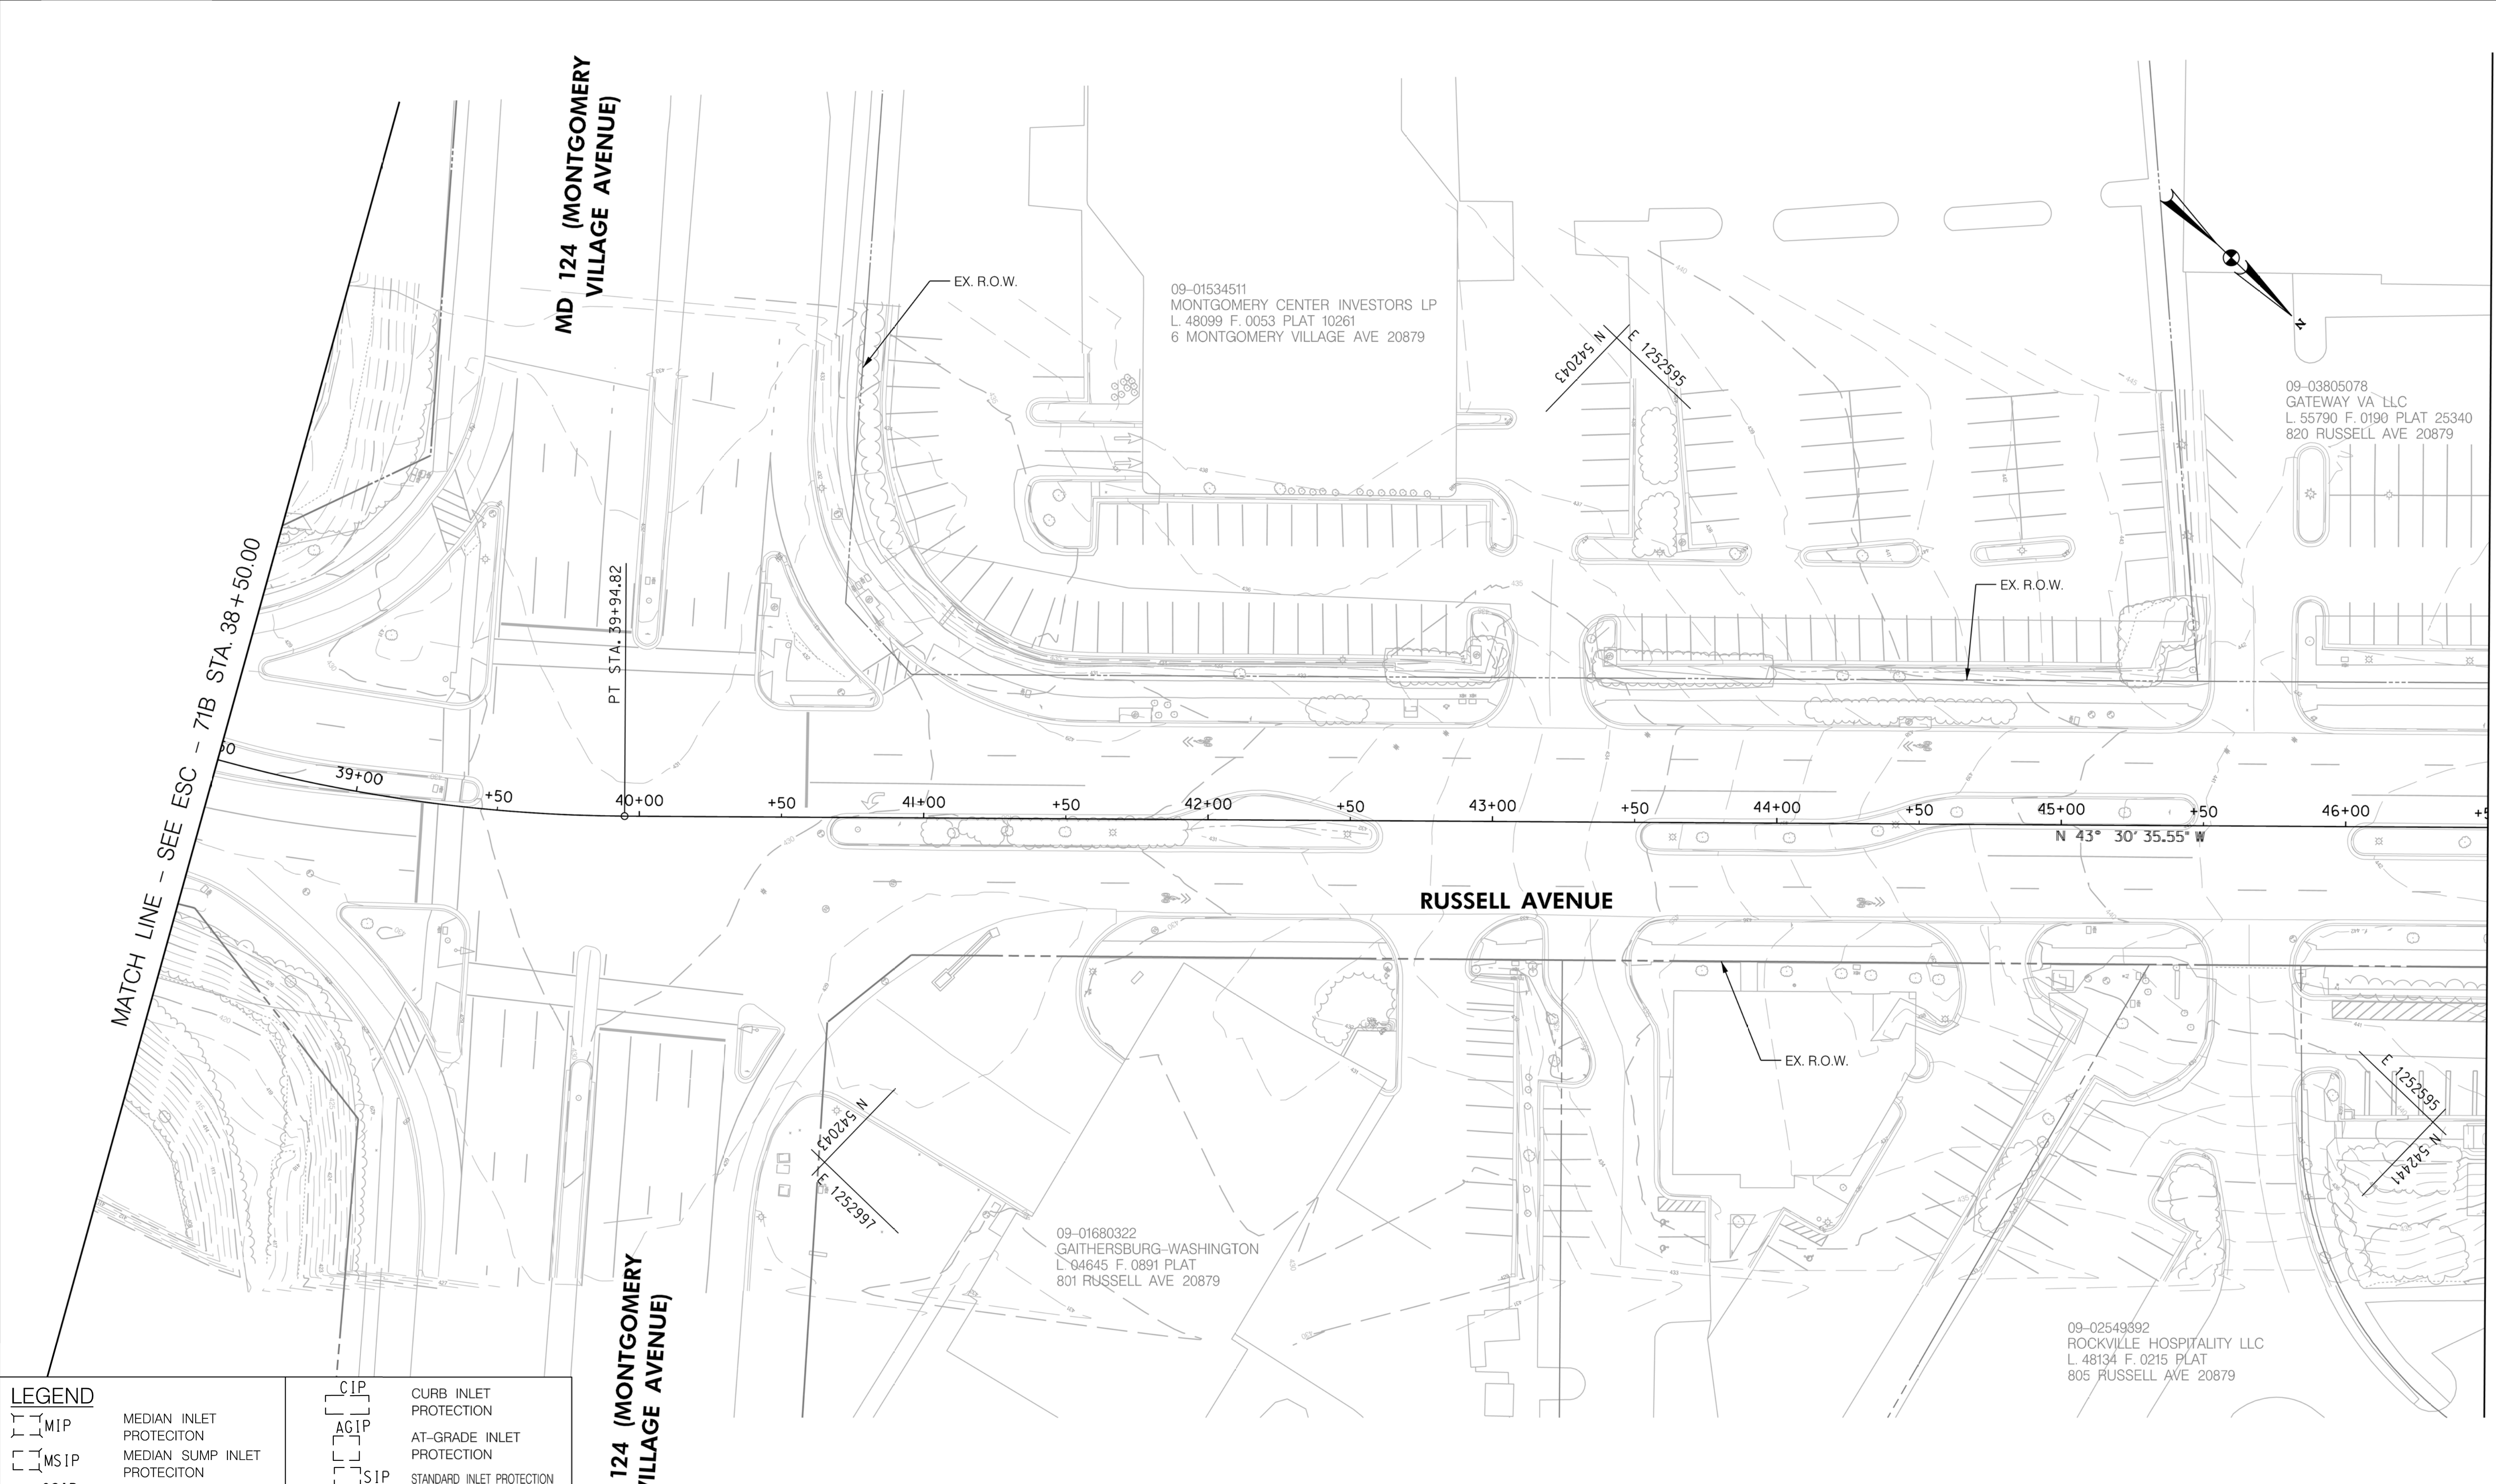 MD 124 (MONTGOMERY
VILLAGE AVENUE)
EX. R.O.W.
09-01534511
MONTGOMERY CENTER INVESTORS LP
L. 48099 F. 0053 PLAT 10261
6 MONTGOMERY VILLAGE AVE 20879
N 542043
E 1252595
N
09-03805078
GATEWAY VA LLC
L. 55790 F. 0190 PLAT 25340
820 RUSSELL AVE 20879
440
445
435
438
EX. R.O.W.
PT STA. 39+94.82
MATCH LINE - SEE ESC - 71B STA. 38+50.00
39+00
+50
40+00
+50
41+00
+50
42+00
+50
43+00
+50
44+00
+50
45+00
+50
46+00
N 43° 30' 35.55" W
RUSSELL AVENUE
EX. R.O.W.
N 542043
E 1252997
E 1252595
N 542441
09-01680322
GAITHERSBURG-WASHINGTON
L. 04645 F. 0891 PLAT
801 RUSSELL AVE 20879
09-02549392
ROCKVILLE HOSPITALITY LLC
L. 48134 F. 0215 PLAT
805 RUSSELL AVE 20879
124 (MONTGOMERY
VILLAGE AVENUE)
LEGEND
MIP
MEDIAN INLET
PROTECITON
MSIP
MEDIAN SUMP INLET
PROTECITON
CIP
CURB INLET
PROTECTION
AGIP
AT-GRADE INLET
PROTECTION
SIP
STANDARD INLET PROTECTION